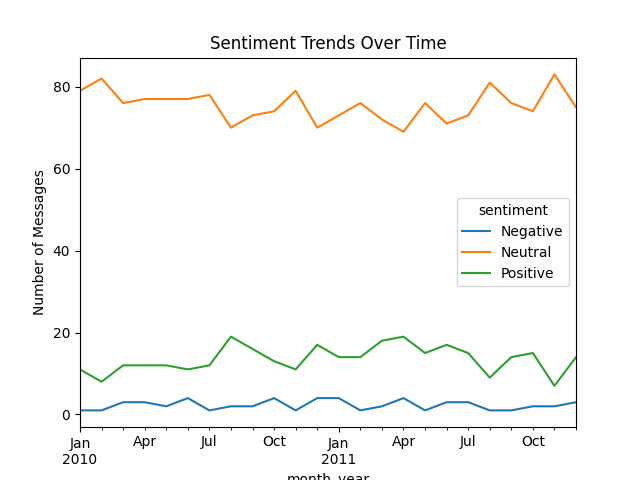 Sentiment Trends Over Time
Number of Messages
80
60
40
20
0
sentiment
Negative
Neutral
Positive
Jan Apr Jul Oct Jan Apr Jul Oct
2010 2011
month_year